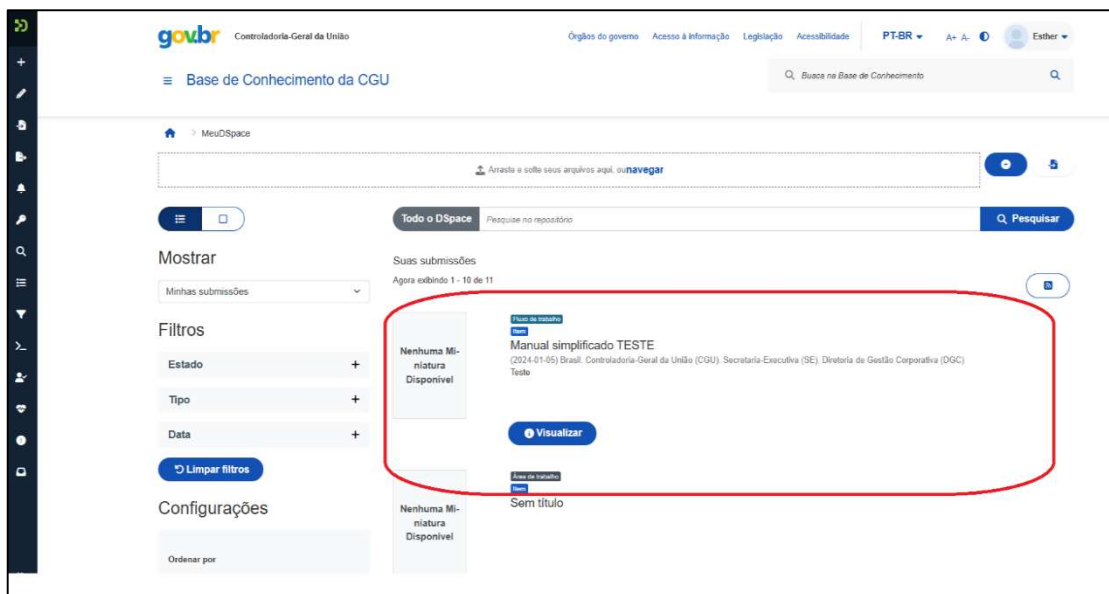 gov.br
Controladoria-Geral da União
Órgãos do governo Acesso à Informação Legislação Acessibilidade PT-BR A+ A- Esther
Base de Conhecimento da CGU
Busca na Base de Conhecimento
> MeuDSpace
Arraste e solte seus arquivos aqui, ou navegar
Todo o DSpace Pesquise no repositório Pesquisar
Mostrar
Minhas submissões
Filtros
Estado +
Tipo +
Data +
Limpar filtros
Configurações
Ordenar por
Suas submissões
Agora exibindo 1 - 10 de 11
Nenhuma Mi-
niatura
Disponível
Fluxo de trabalho
Item
Manual simplificado TESTE
(2024-01-05) Brasil. Controladoria-Geral da União (CGU). Secretaria-Executiva (SE). Diretoria de Gestão Corporativa (DGC)
Teste
Visualizar
Nenhuma Mi-
niatura
Disponível
Área de trabalho
Item
Sem título